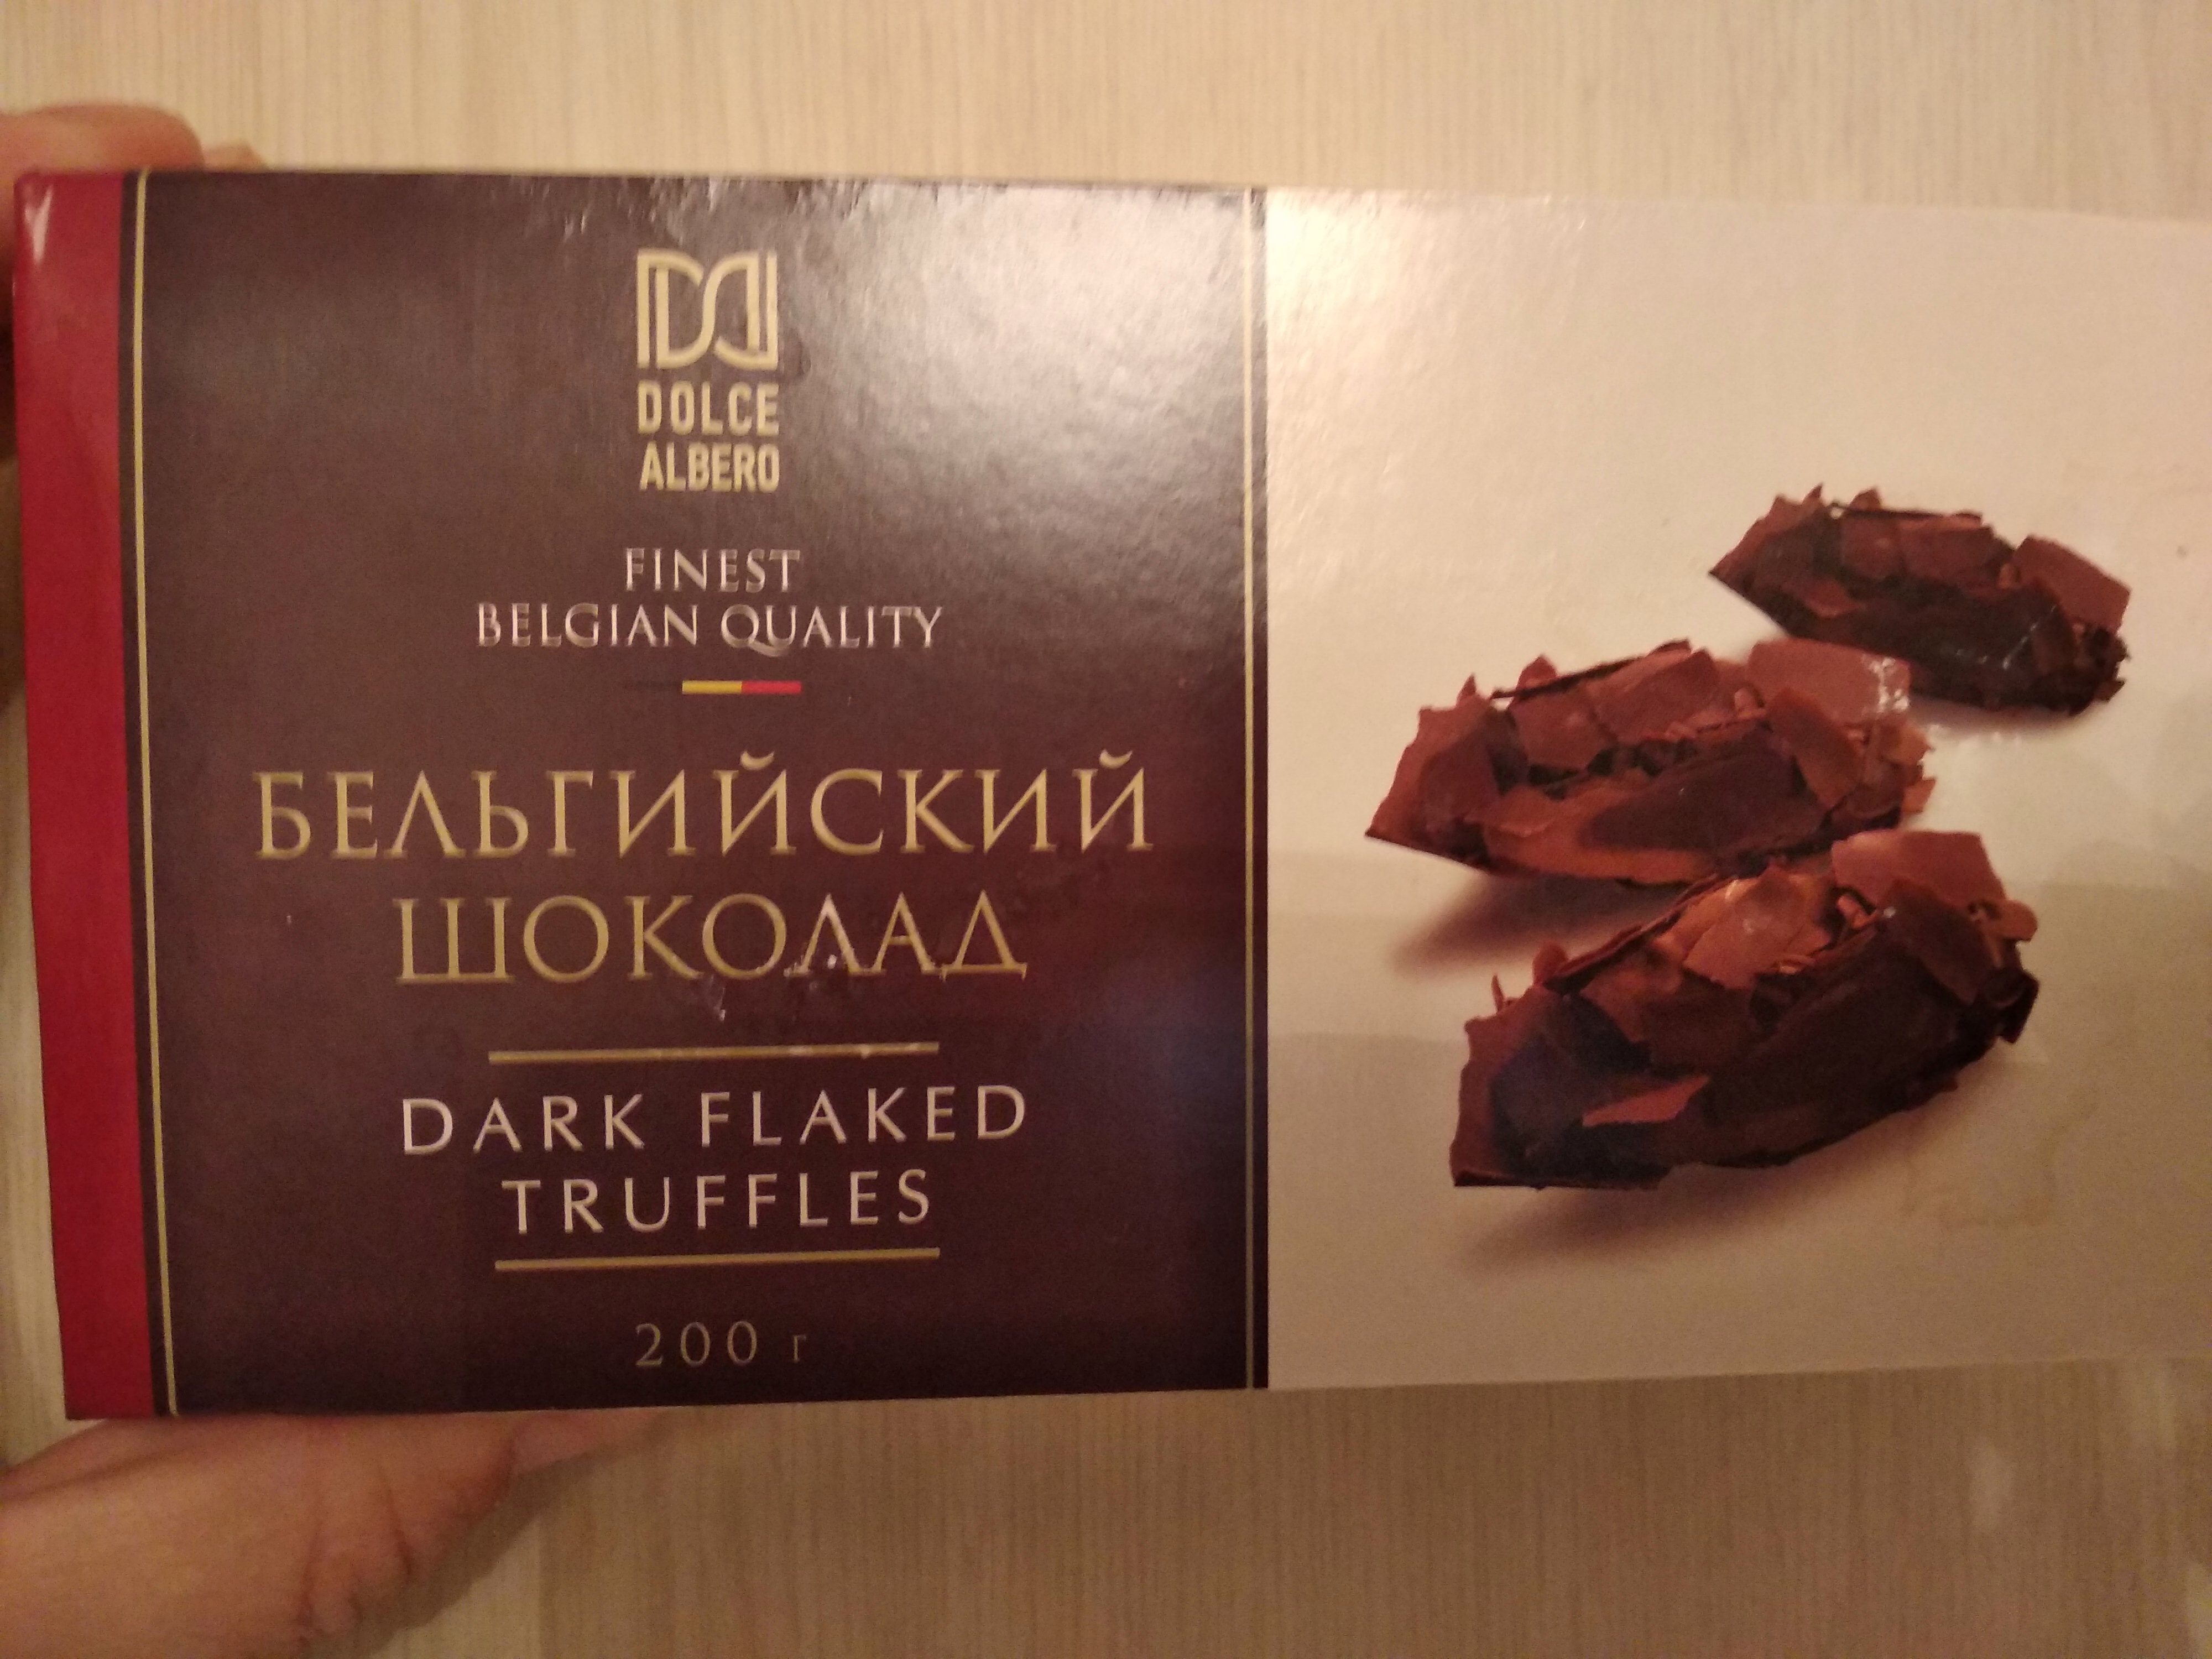 DOLCE
ALBERO
FINEST
BELGIAN QUALITY
БЕЛЬГИЙСКИЙ
ШОКОЛАД
DARK FLAKED
TRUFFLES
200 г